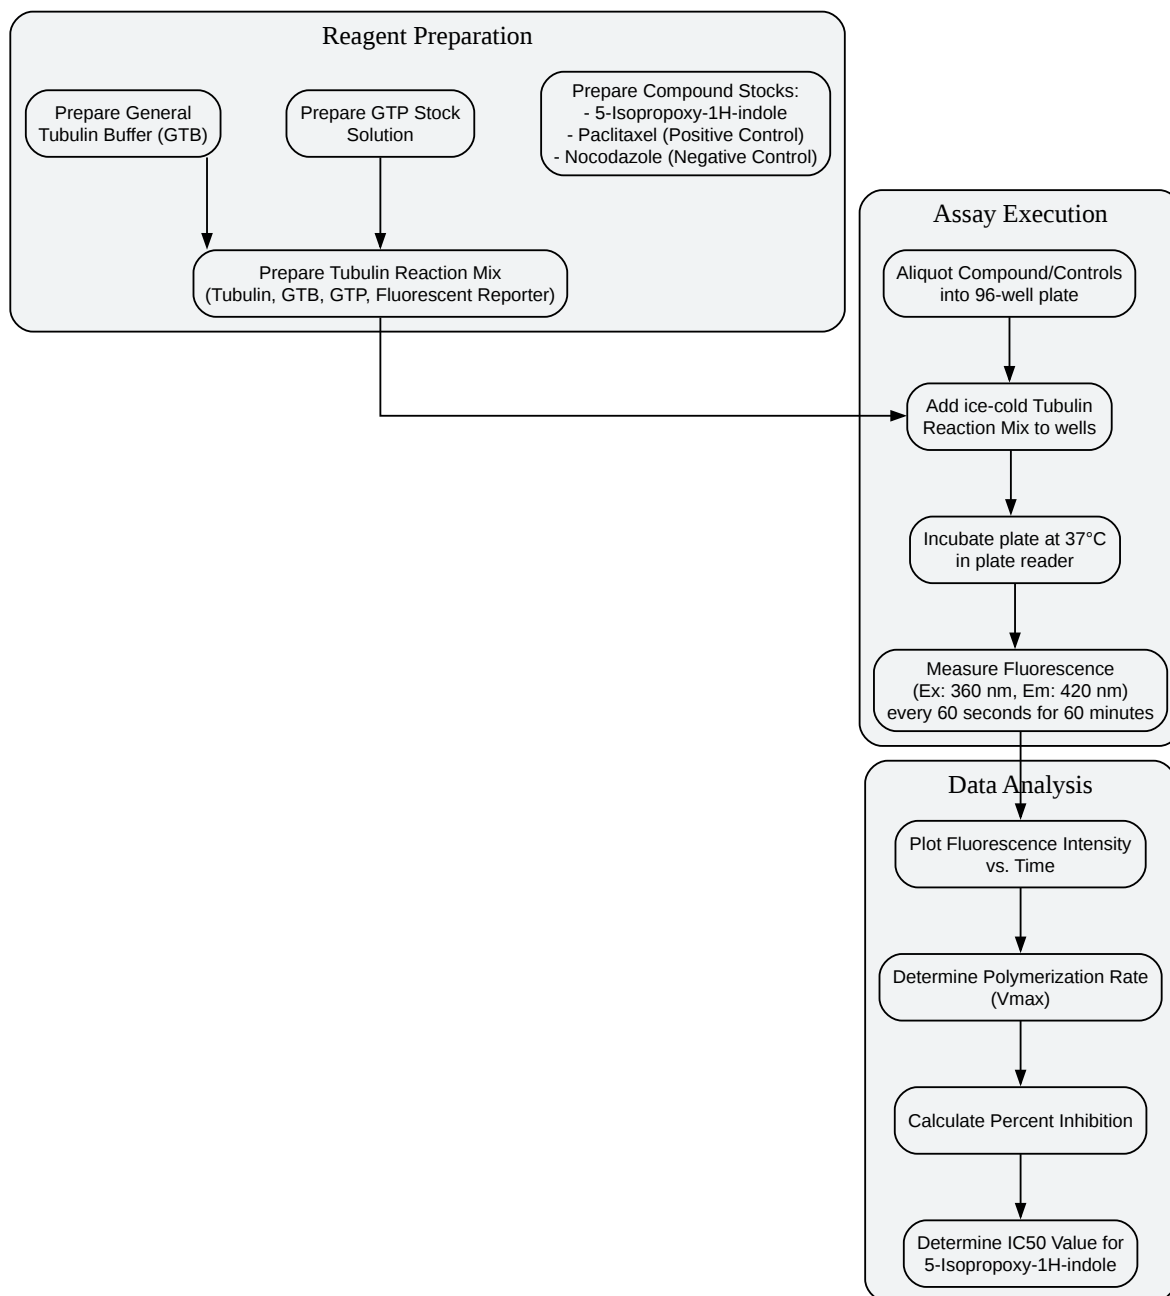 Reagent Preparation
Prepare General
Tubulin Buffer (GTB)
Prepare GTP Stock
Solution
Prepare Compound Stocks:
- 5-Isopropoxy-1H-indole
- Paclitaxel (Positive Control)
- Nocodazole (Negative Control)
Prepare Tubulin Reaction Mix
(Tubulin, GTB, GTP, Fluorescent Reporter)
Assay Execution
Aliquot Compound/Controls
into 96-well plate
Add ice-cold Tubulin
Reaction Mix to wells
Incubate plate at 37°C
in plate reader
Measure Fluorescence
(Ex: 360 nm, Em: 420 nm)
every 60 seconds for 60 minutes
Data Analysis
Plot Fluorescence Intensity
vs. Time
Determine Polymerization Rate
(Vmax)
Calculate Percent Inhibition
Determine IC50 Value for
5-Isopropoxy-1H-indole